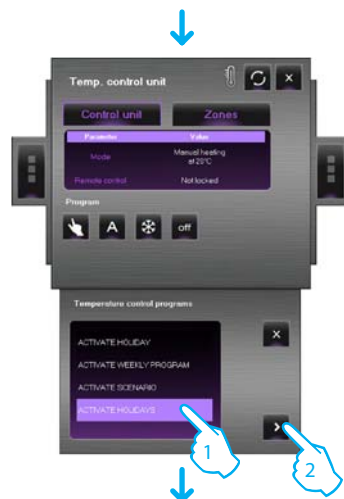 Temp. control unit
x
Control unit Zones
Parameter Value
Mode Manual heating
at 20°C
Remote control Not locked
Program
A off
Temperature control programs
x
ACTIVATE HOLIDAY
ACTIVATE WEEKLY PROGRAM
ACTIVATE SCENARIO
ACTIVATE HOLIDAYS
>
1
2